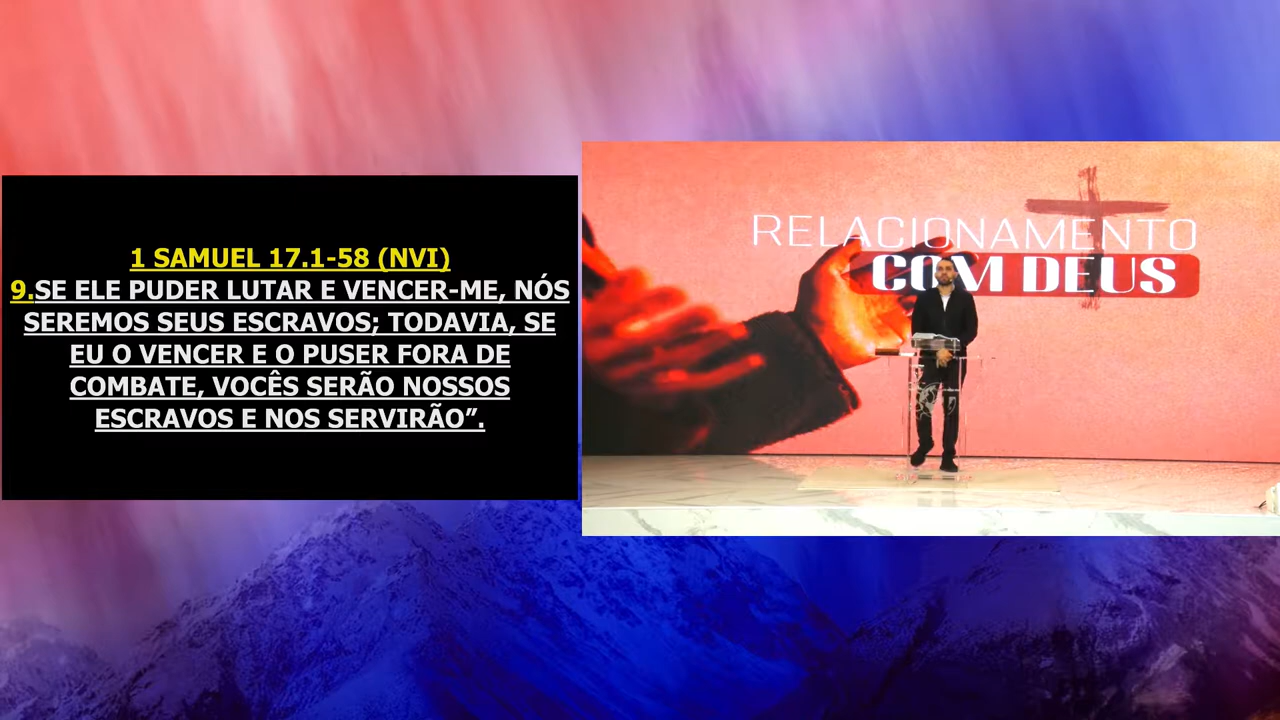 1 SAMUEL 17.1-58 (NVI)
9.SE ELE PUDER LUTAR E VENCER-ME, NÓS
SEREMOS SEUS ESCRAVOS; TODAVIA, SE
EU O VENCER E O PUSER FORA DE
COMBATE, VOCÊS SERÃO NOSSOS
ESCRAVOS E NOS SERVIRÃO”.
RELACIONAMENTO
COM DEUS